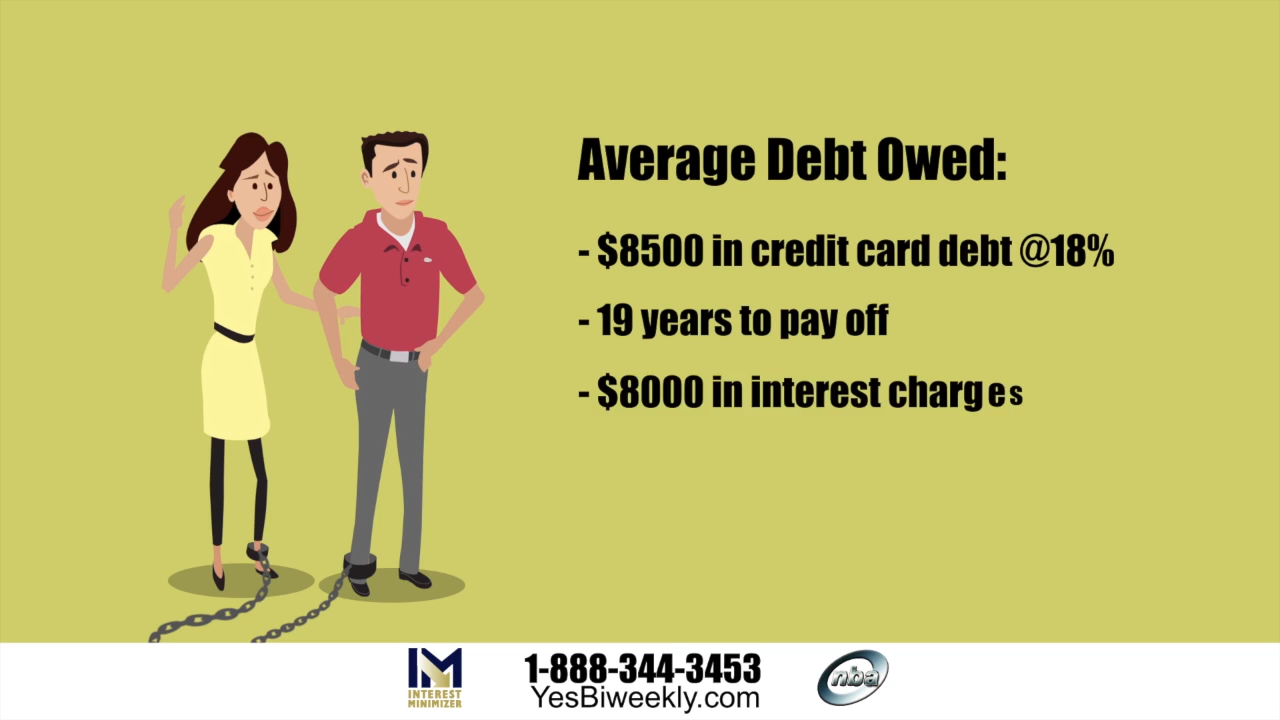 Average Debt Owed:
- $8500 in credit card debt @18%
- 19 years to pay off
- $8000 in interest charges
IM
INTEREST
MINIMIZER
1-888-344-3453
YesBiweekly.com
nba